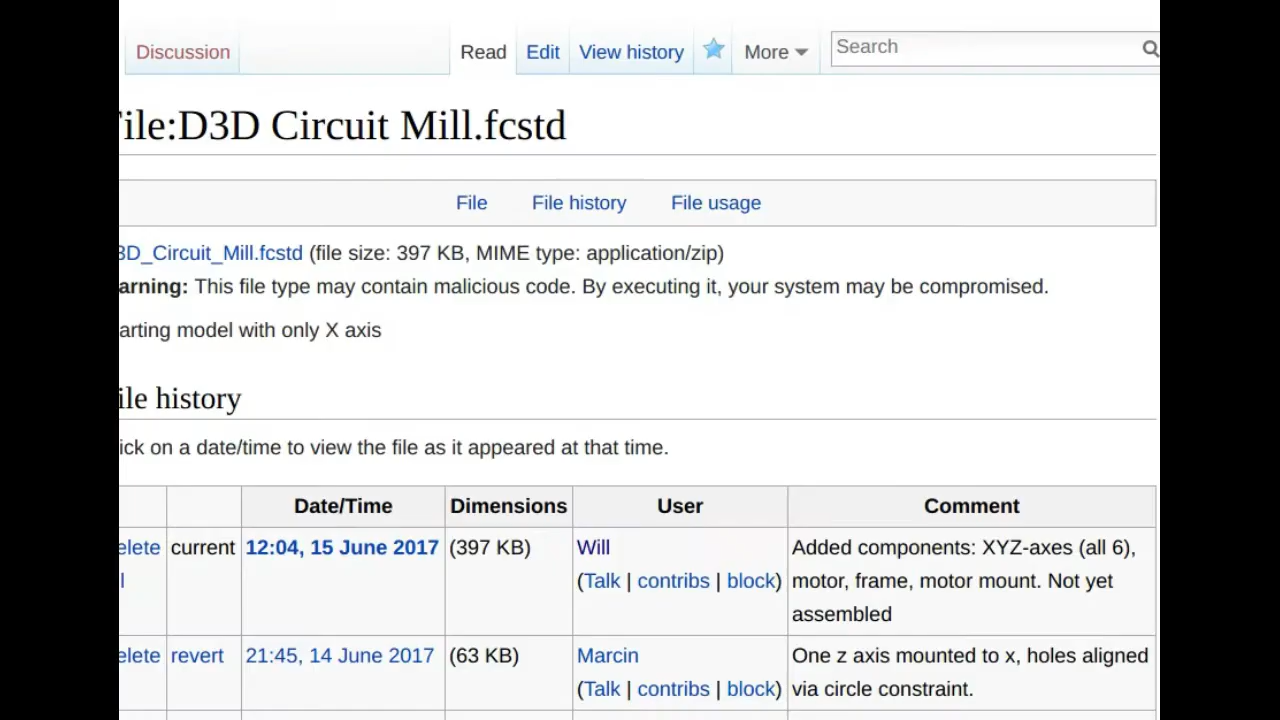 Discussion Read Edit View history More Search
File:D3D Circuit Mill.fcstd
File File history File usage
3D_Circuit_Mill.fcstd (file size: 397 KB, MIME type: application/zip)
arning: This file type may contain malicious code. By executing it, your system may be compromised.
arting model with only X axis
ile history
ick on a date/time to view the file as it appeared at that time.
Date/Time Dimensions User Comment
elete current 12:04, 15 June 2017 (397 KB) Will Added components: XYZ-axes (all 6),
l (Talk | contribs | block) motor, frame, motor mount. Not yet
assembled
elete revert 21:45, 14 June 2017 (63 KB) Marcin One z axis mounted to x, holes aligned
(Talk | contribs | block) via circle constraint.